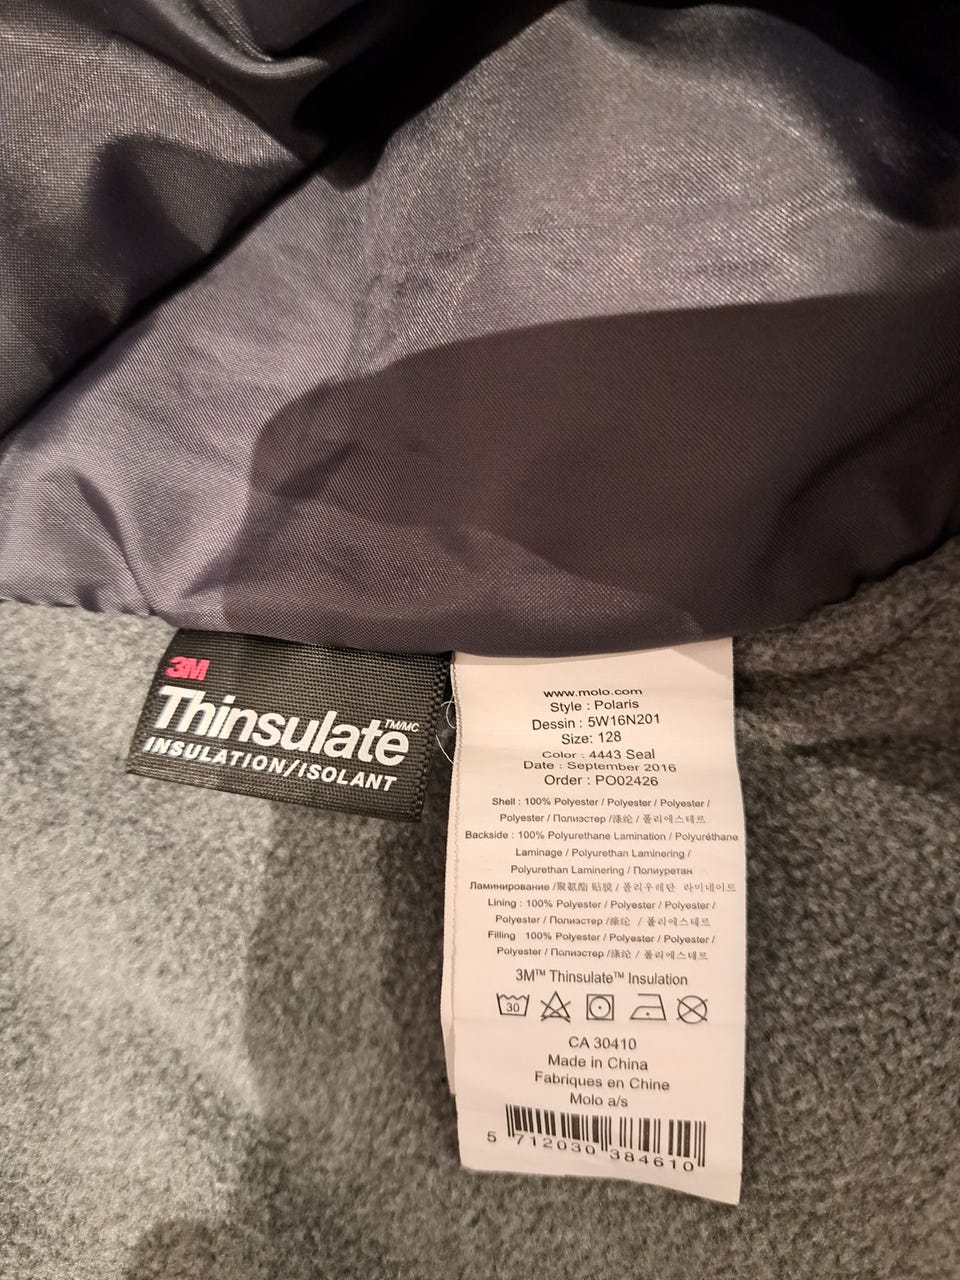 3M
Thinsulate TM/MC
INSULATION/ISOLANT
www.molo.com
Style : Polaris
Dessin : 5W16N201
Size: 128
Color : 4443 Seal
Date : September 2016
Order : PO02426
Shell : 100% Polyester / Polyester / Polyester /
Polyester / Полиэстер /涤纶 / 폴리에스테르
Backside : 100% Polyurethane Lamination / Polyuréthane
Laminage / Polyurethan Laminering /
Polyurethan Laminering / Полиуретан
Ламинирование /聚氨酯 贴膜 / 폴리우레탄 라미네이트
Lining : 100% Polyester / Polyester / Polyester /
Polyester / Полиэстер /涤纶 / 폴리에스테르
Filling 100% Polyester / Polyester / Polyester /
Polyester / Полиэстер /涤纶 / 폴리에스테르
3M™ Thinsulate™ Insulation
30
CA 30410
Made in China
Fabriques en Chine
Molo a/s
5 712030 384610